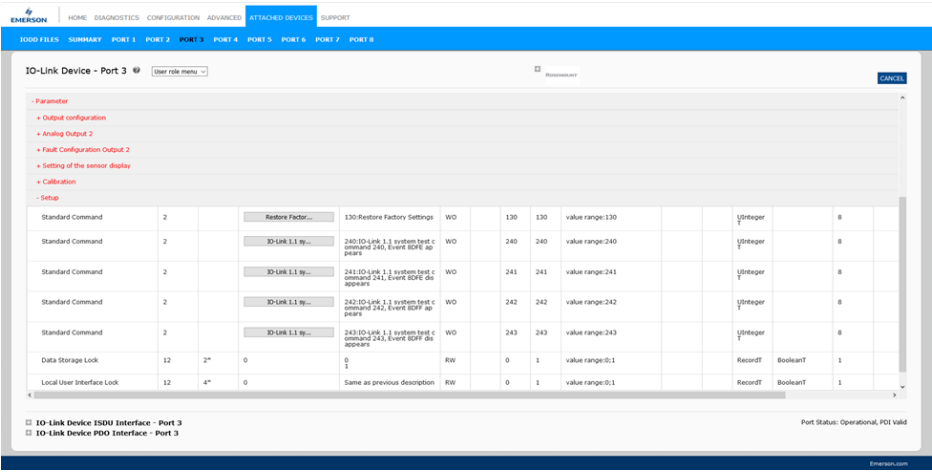 EMERSON
HOME DIAGNOSTICS CONFIGURATION ADVANCED ATTACHED DEVICES SUPPORT
IODD FILES SUMMARY PORT 1 PORT 2 PORT 3 PORT 4 PORT 5 PORT 6 PORT 7 PORT 8
IO-Link Device - Port 3 User role menu
ROSEMOUNT
CANCEL
- Parameter
+ Output configuration
+ Analog Output 2
+ Fault Configuration Output 2
+ Setting of the sensor display
+ Calibration
- Setup
Standard Command 2 Restore Factor... 130:Restore Factory Settings WO 130 130 value range:130 UInteger 8
T
Standard Command 2 IO-Link 1.1 sy... 240:IO-Link 1.1 system test c WO 240 240 value range:240 UInteger 8
ommand 240, Event 8DFE ap T
pears
Standard Command 2 IO-Link 1.1 sy... 241:IO-Link 1.1 system test c WO 241 241 value range:241 UInteger 8
ommand 241, Event 8DFE dis T
appears
Standard Command 2 IO-Link 1.1 sy... 242:IO-Link 1.1 system test c WO 242 242 value range:242 UInteger 8
ommand 242, Event 8DFF ap T
pears
Standard Command 2 IO-Link 1.1 sy... 243:IO-Link 1.1 system test c WO 243 243 value range:243 UInteger 8
ommand 243, Event 8DFF dis T
appears
Data Storage Lock 12 2* 0 0 RW 0 1 value range:0;1 RecordT BooleanT 1
1
Local User Interface Lock 12 4* 0 Same as previous description RW 0 1 value range:0;1 RecordT BooleanT 1
IO-Link Device ISDU Interface - Port 3
Port Status: Operational, PDI Valid
IO-Link Device PDO Interface - Port 3
Emerson.com